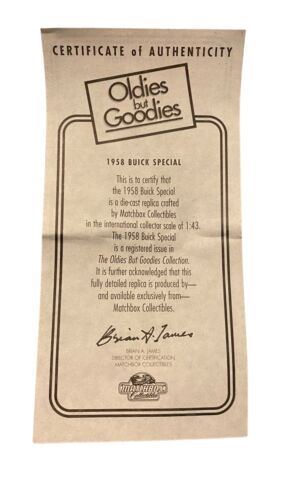 CERTIFICATE of AUTHENTICITY
Oldies
but
Goodies
1958 BUICK SPECIAL
This is to certify that
the 1958 Buick Special
is a die-cast replica crafted
by Matchbox Collectibles
in the international collector scale of 1:43.
The 1958 Buick Special
is a registered issue in
The Oldies But Goodies Collection.
It is further acknowledged that this
fully detailed replica is produced by—
and available exclusively from—
Matchbox Collectibles.
Brian A. James
BRIAN A. JAMES
DIRECTOR OF CERTIFICATION
MATCHBOX COLLECTIBLES
MATCHBOX
Collectibles